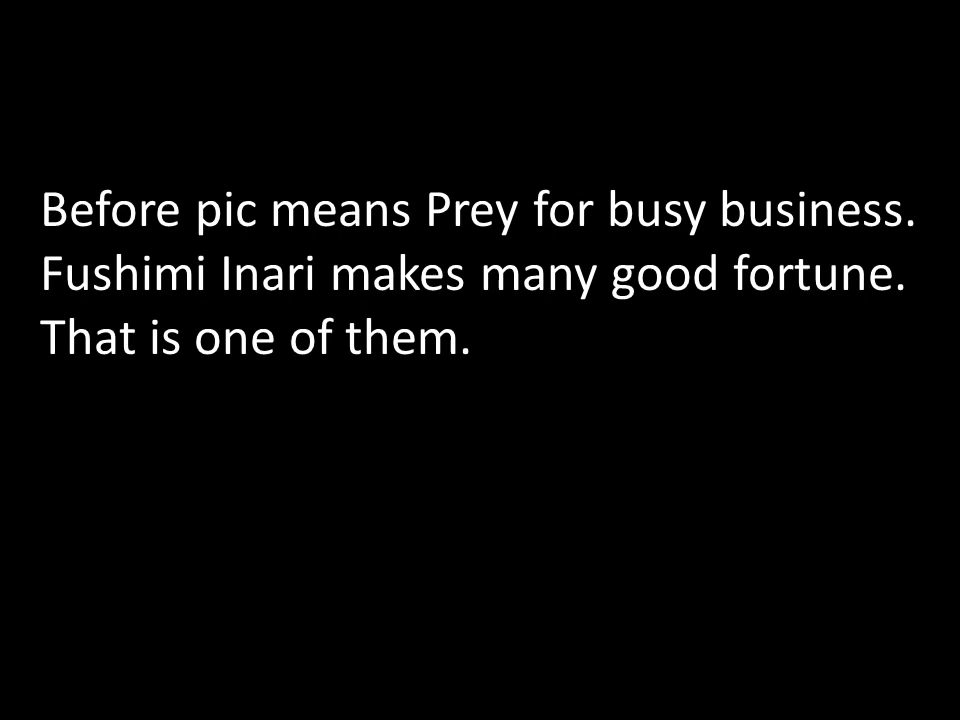 Before pic means Prey for busy business.
Fushimi Inari makes many good fortune.
That is one of them.